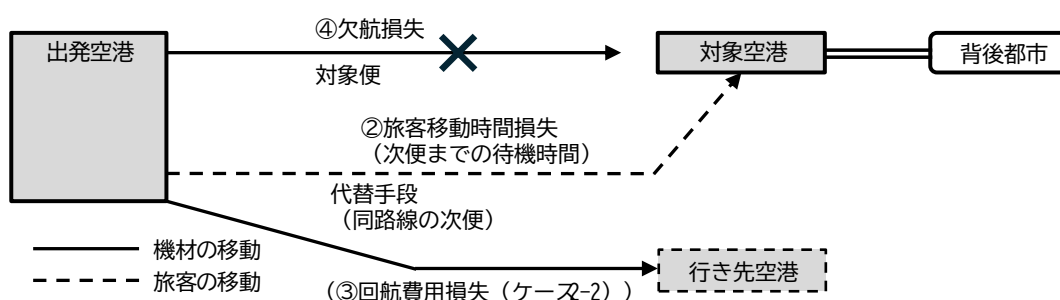 ④欠航損失
出発空港
対象空港
背後都市
対象便
②旅客移動時間損失
（次便までの待機時間）
代替手段
（同路線の次便）
機材の移動
旅客の移動
行き先空港
（③回航費用損失（ケース2-2））